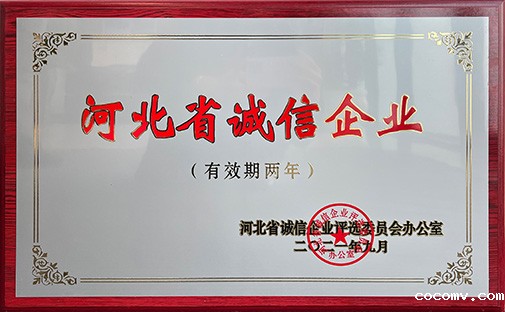 河北省诚信企业
（有效期两年）
河北省诚信企业评选委员会办公室
二〇二一年九月
cocomv.com